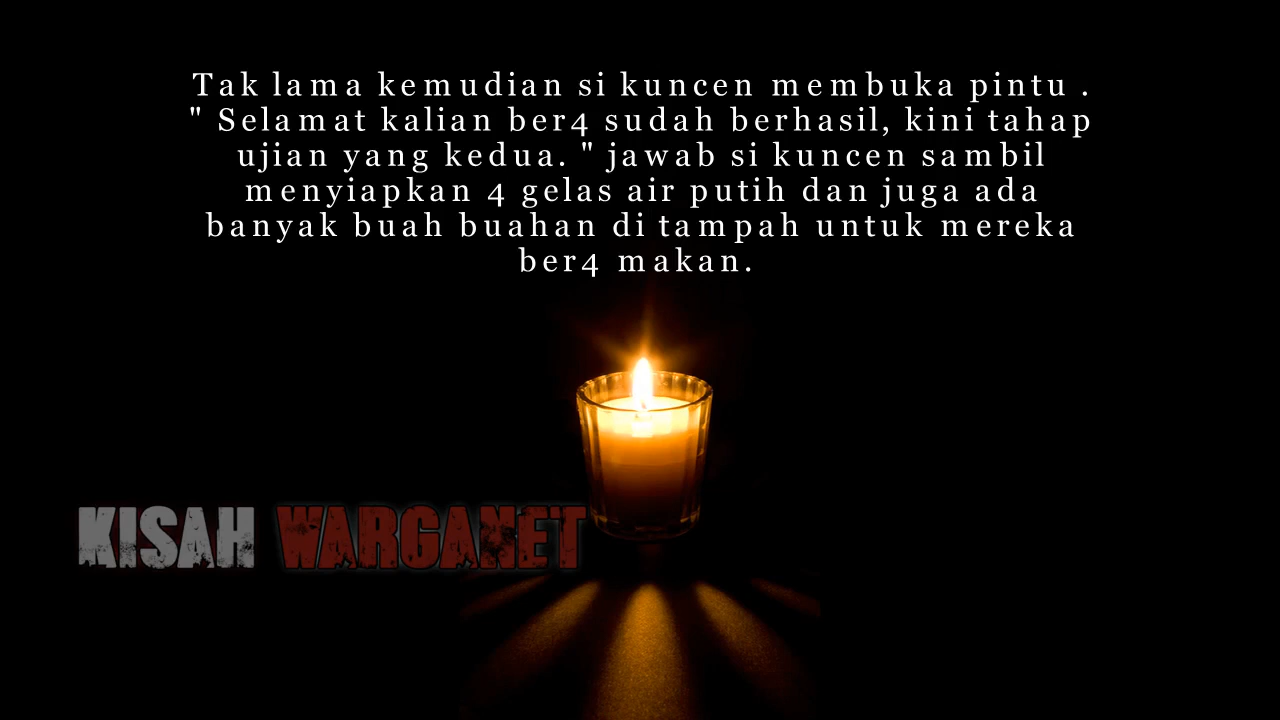 Tak lama kemudian si kuncen membuka pintu .
" Selamat kalian ber4 sudah berhasil, kini tahap
ujian yang kedua. " jawab si kuncen sambil
menyiapkan 4 gelas air putih dan juga ada
banyak buah buahan di tampah untuk mereka
ber4 makan.
KISAH WARGANET